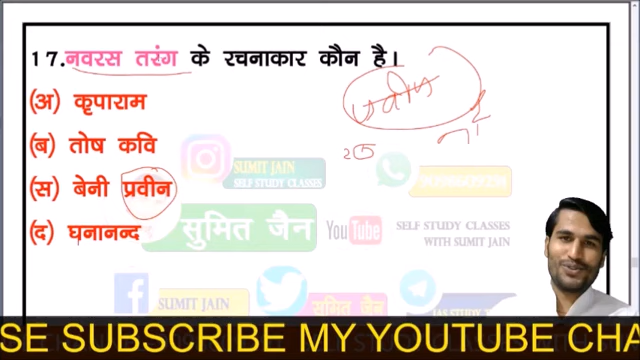 17.नवरस तरंग के रचनाकार कौन है।
(अ) कृपाराम
(ब) तोष कवि
(स) बेनी प्रवीन
(द) घनानन्द
प्रवीन
SUMIT JAIN
SELF STUDY CLASSES
सुमित जैन
YouTube
SELF STUDY CLASSES
WITH SUMIT JAIN
SUMIT JAIN
सुमित जैन
SE SUBSCRIBE MY YOUTUBE CHA